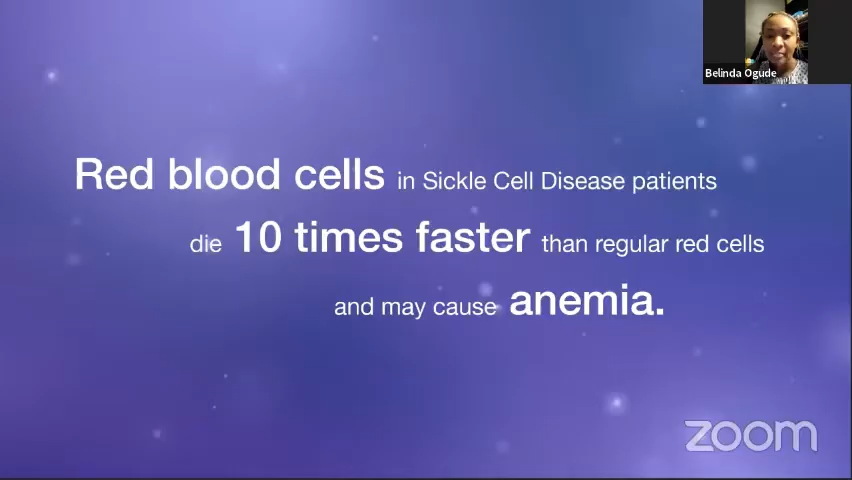 Belinda Ogude
Red blood cells in Sickle Cell Disease patients
die 10 times faster than regular red cells
and may cause anemia.
zoom